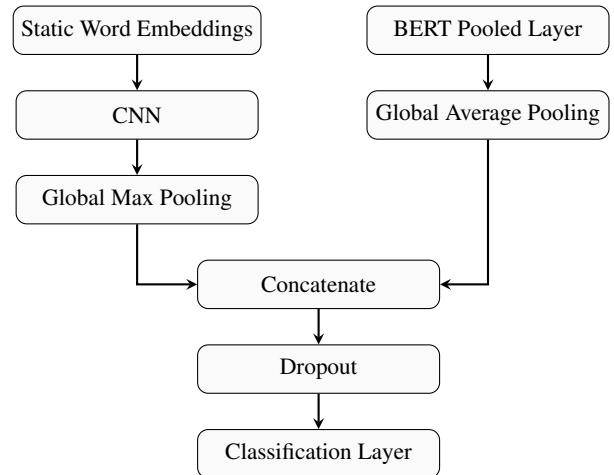 Static Word Embeddings
BERT Pooled Layer
CNN
Global Average Pooling
Global Max Pooling
Concatenate
Dropout
Classification Layer